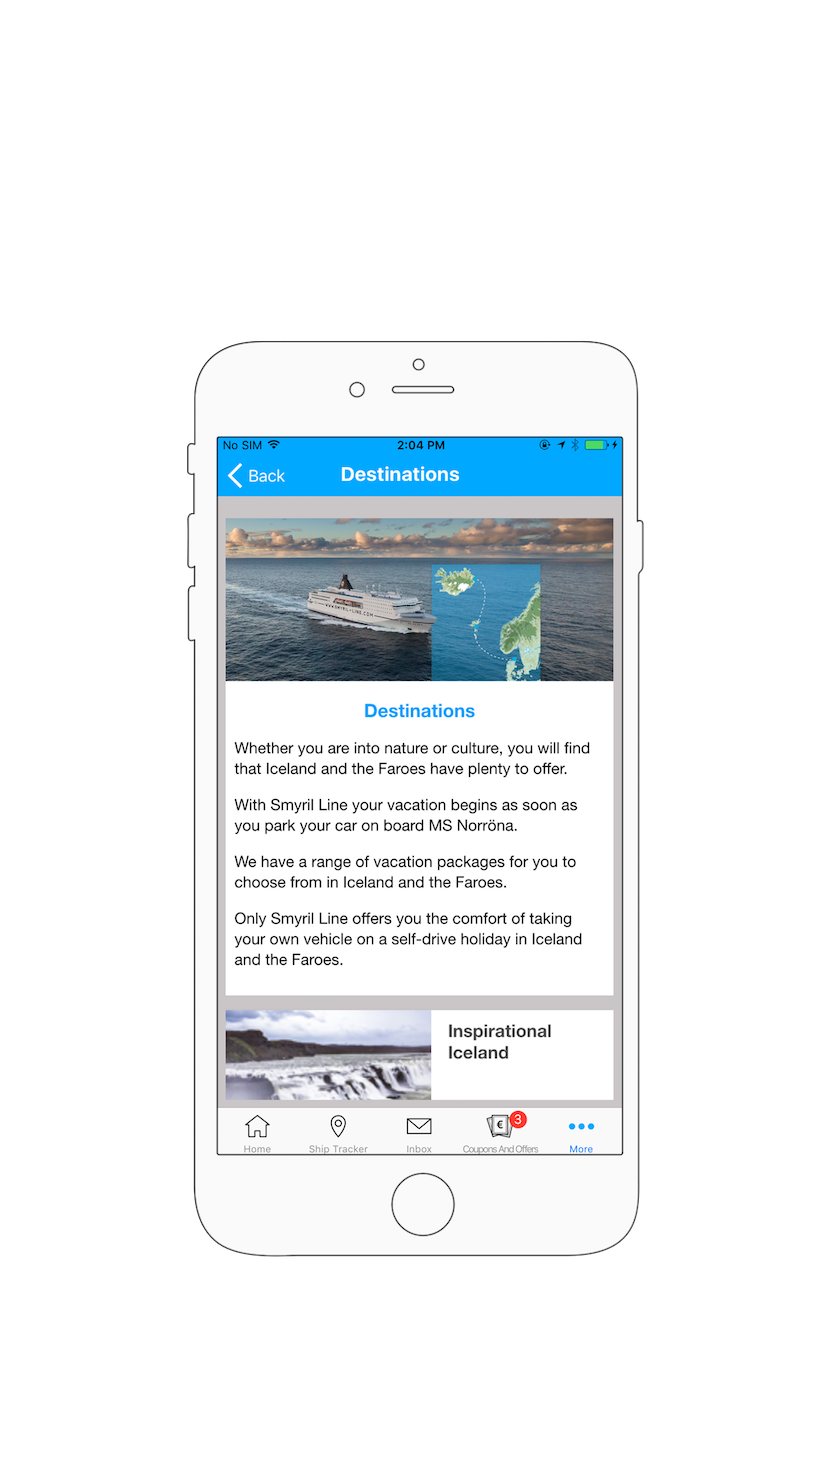 No SIM 2:04 PM
Back Destinations
WWW.SMYRIL-LINE.COM
Destinations
Whether you are into nature or culture, you will find
that Iceland and the Faroes have plenty to offer.
With Smyril Line your vacation begins as soon as
you park your car on board MS Norröna.
We have a range of vacation packages for you to
choose from in Iceland and the Faroes.
Only Smyril Line offers you the comfort of taking
your own vehicle on a self-drive holiday in Iceland
and the Faroes.
Inspirational
Iceland
€ 3
Home Ship Tracker Inbox Coupons And Offers More